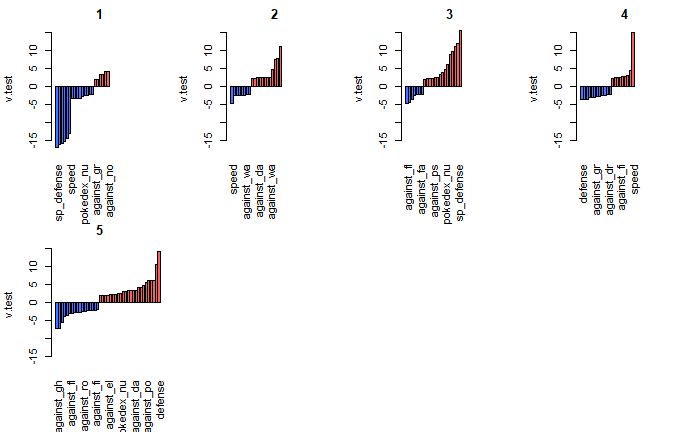 1
v.test
10
5
0
-5
-15
sp_defense
speed
pokedex_nu
against_gr
against_no
2
v.test
10
5
0
-5
-15
speed
against_wa
against_da
against_wa
3
v.test
10
5
0
-5
-15
against_fi
against_fa
against_ps
pokedex_nu
sp_defense
4
v.test
10
5
0
-5
-15
defense
against_gr
against_dr
against_fi
speed
5
v.test
10
5
0
-5
-15
against_gh
against_fl
against_ro
against_fi
against_el
pokedex_nu
against_da
against_po
defense